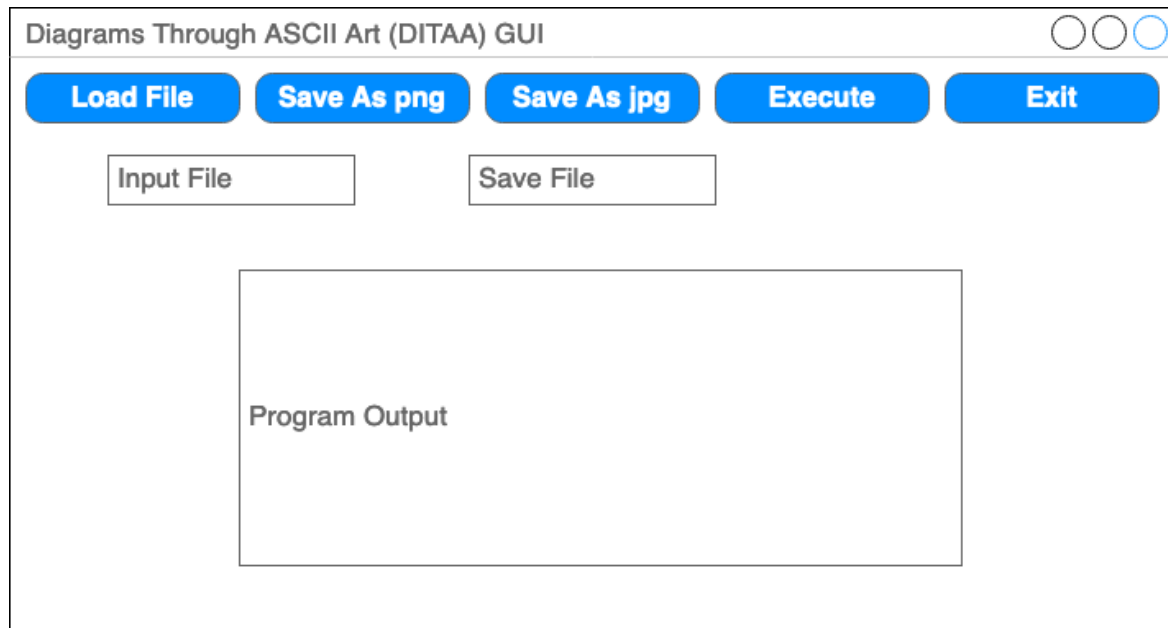 Diagrams Through ASCII Art (DITAA) GUI
Load File Save As png Save As jpg Execute Exit
Input File Save File
Program Output